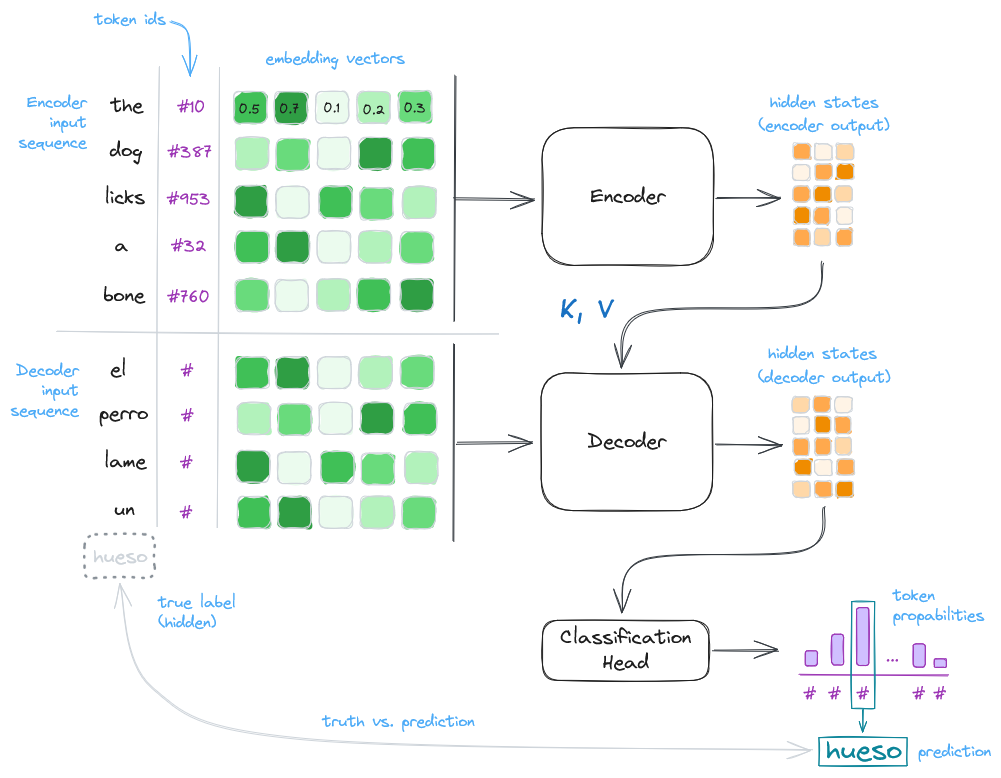 token ids
embedding vectors
Encoder
input
sequence
the #10 0.5 0.7 0.1 0.2 0.3
dog #387
licks #953
a #32
bone #760
Encoder
hidden states
(encoder output)
K, V
Decoder
input
sequence
el #
perro #
lame #
un #
hueso
Decoder
hidden states
(decoder output)
true label
(hidden)
Classification
Head
token
propabilities
# # # ... # #
truth vs. prediction
hueso
prediction